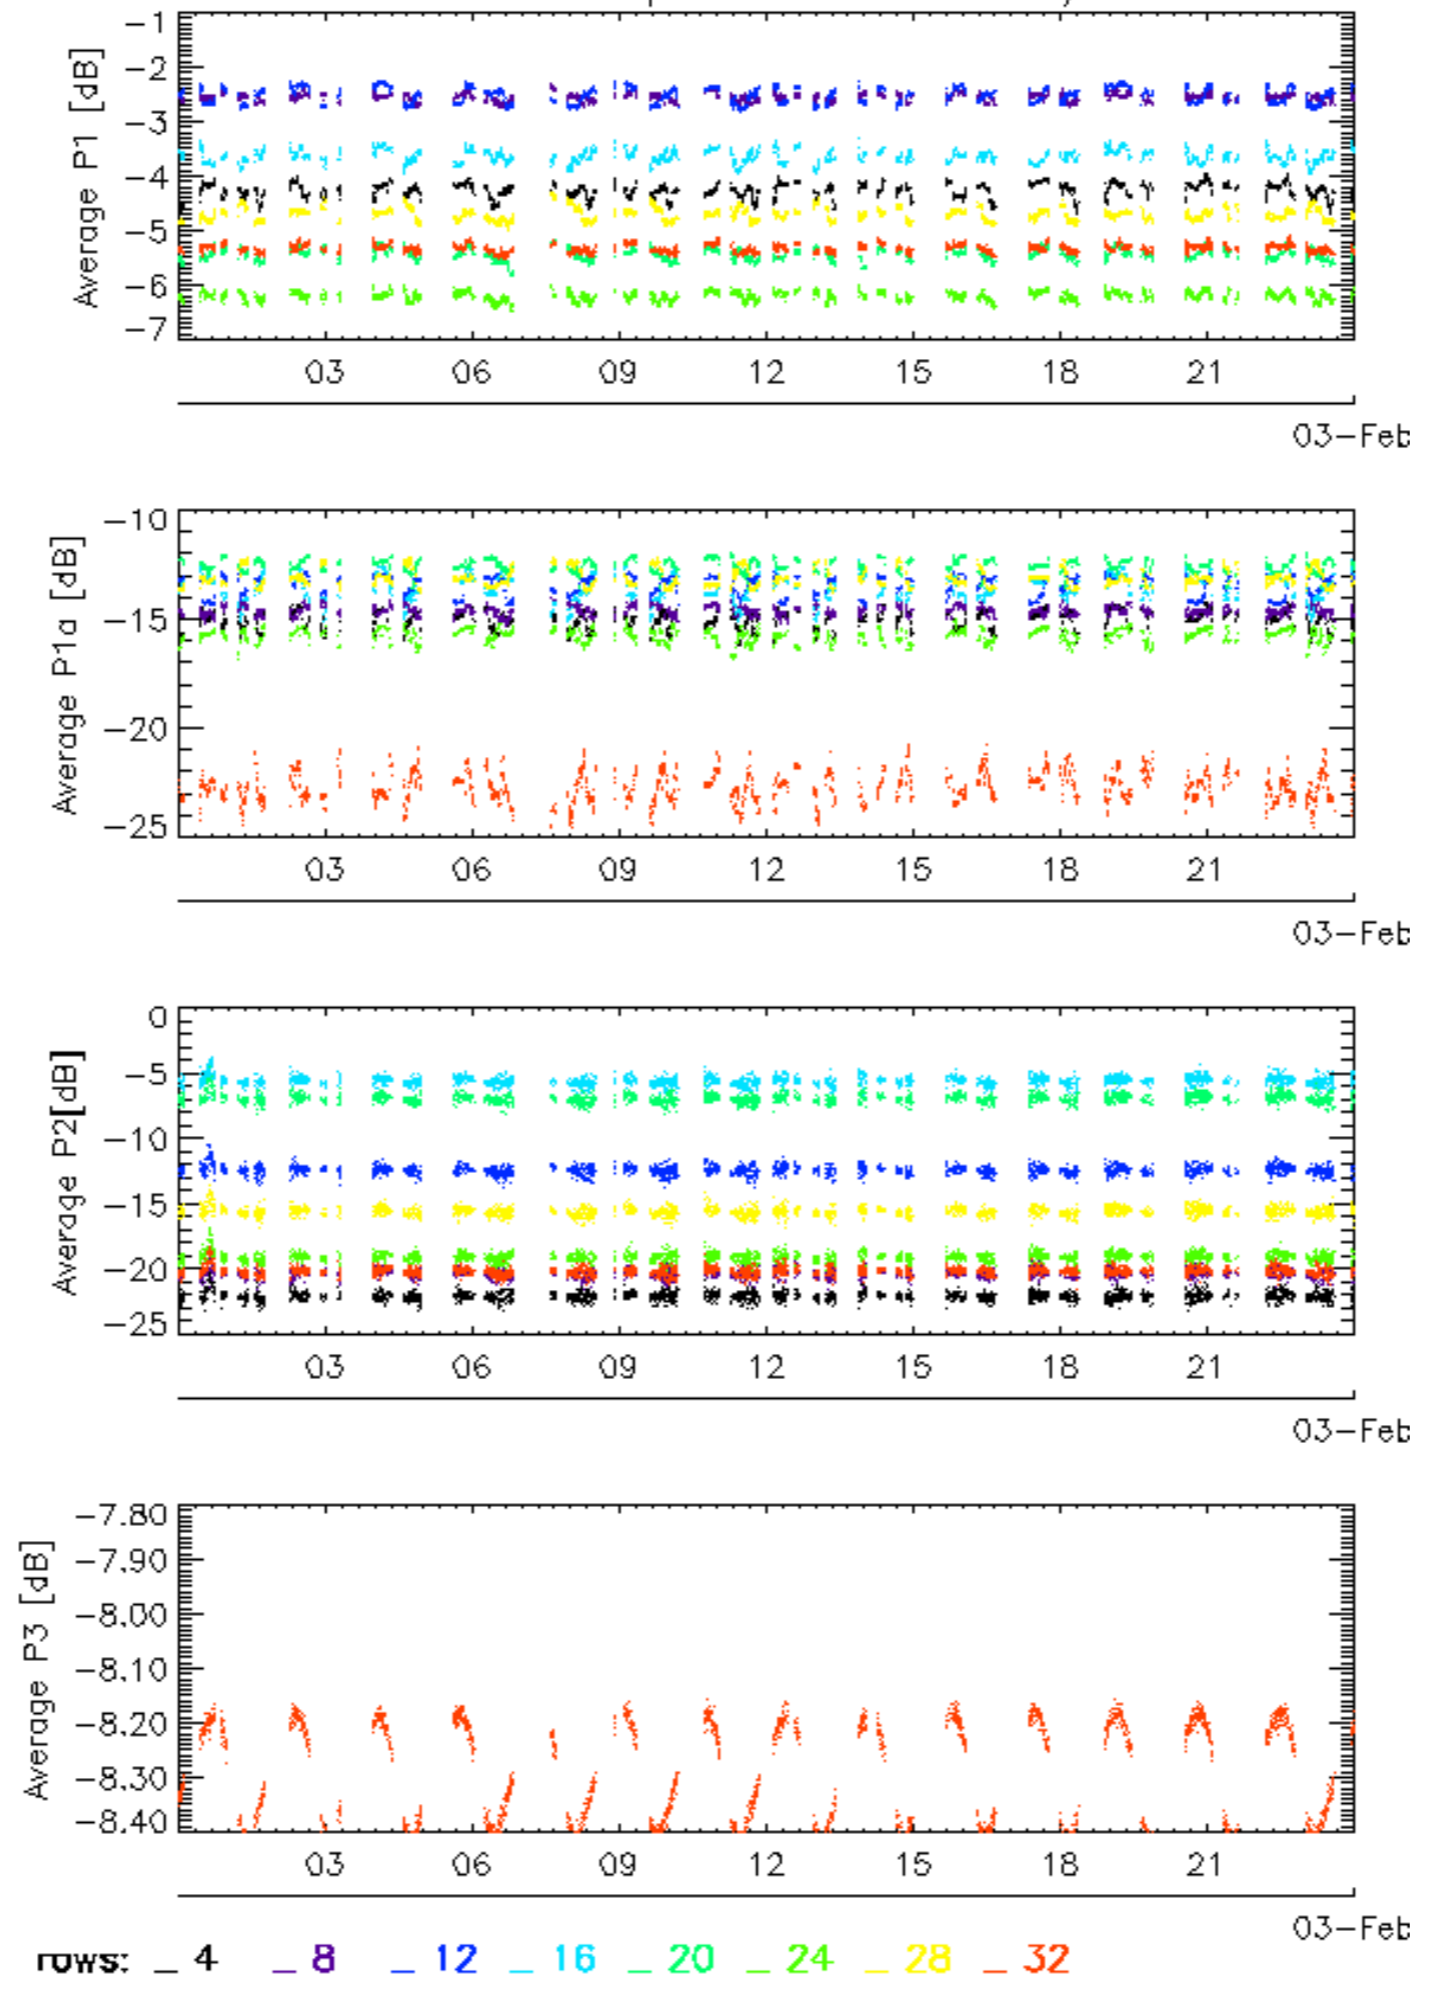 -1
-2
-3
-4
-5
-6
-7
Average P1 [dB]
03 06 09 12 15 18 21
03-Feb
-10
-15
-20
-25
Average P1a [dB]
03 06 09 12 15 18 21
03-Feb
0
-5
-10
-15
-20
-25
Average P2[dB]
03 06 09 12 15 18 21
03-Feb
-7.80
-7.90
-8.00
-8.10
-8.20
-8.30
-8.40
Average P3 [dB]
03 06 09 12 15 18 21
03-Feb
rows: _ 4 _ 8 _ 12 _ 16 _ 20 _ 24 _ 28 _ 32